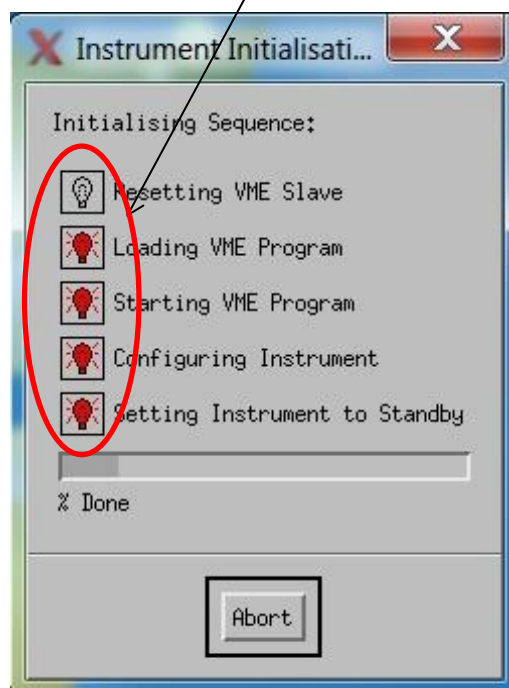 Instrument Initialisati...
Initialising Sequence:
Resetting VME Slave
Loading VME Program
Starting VME Program
Configuring Instrument
Setting Instrument to Standby
% Done
Abort